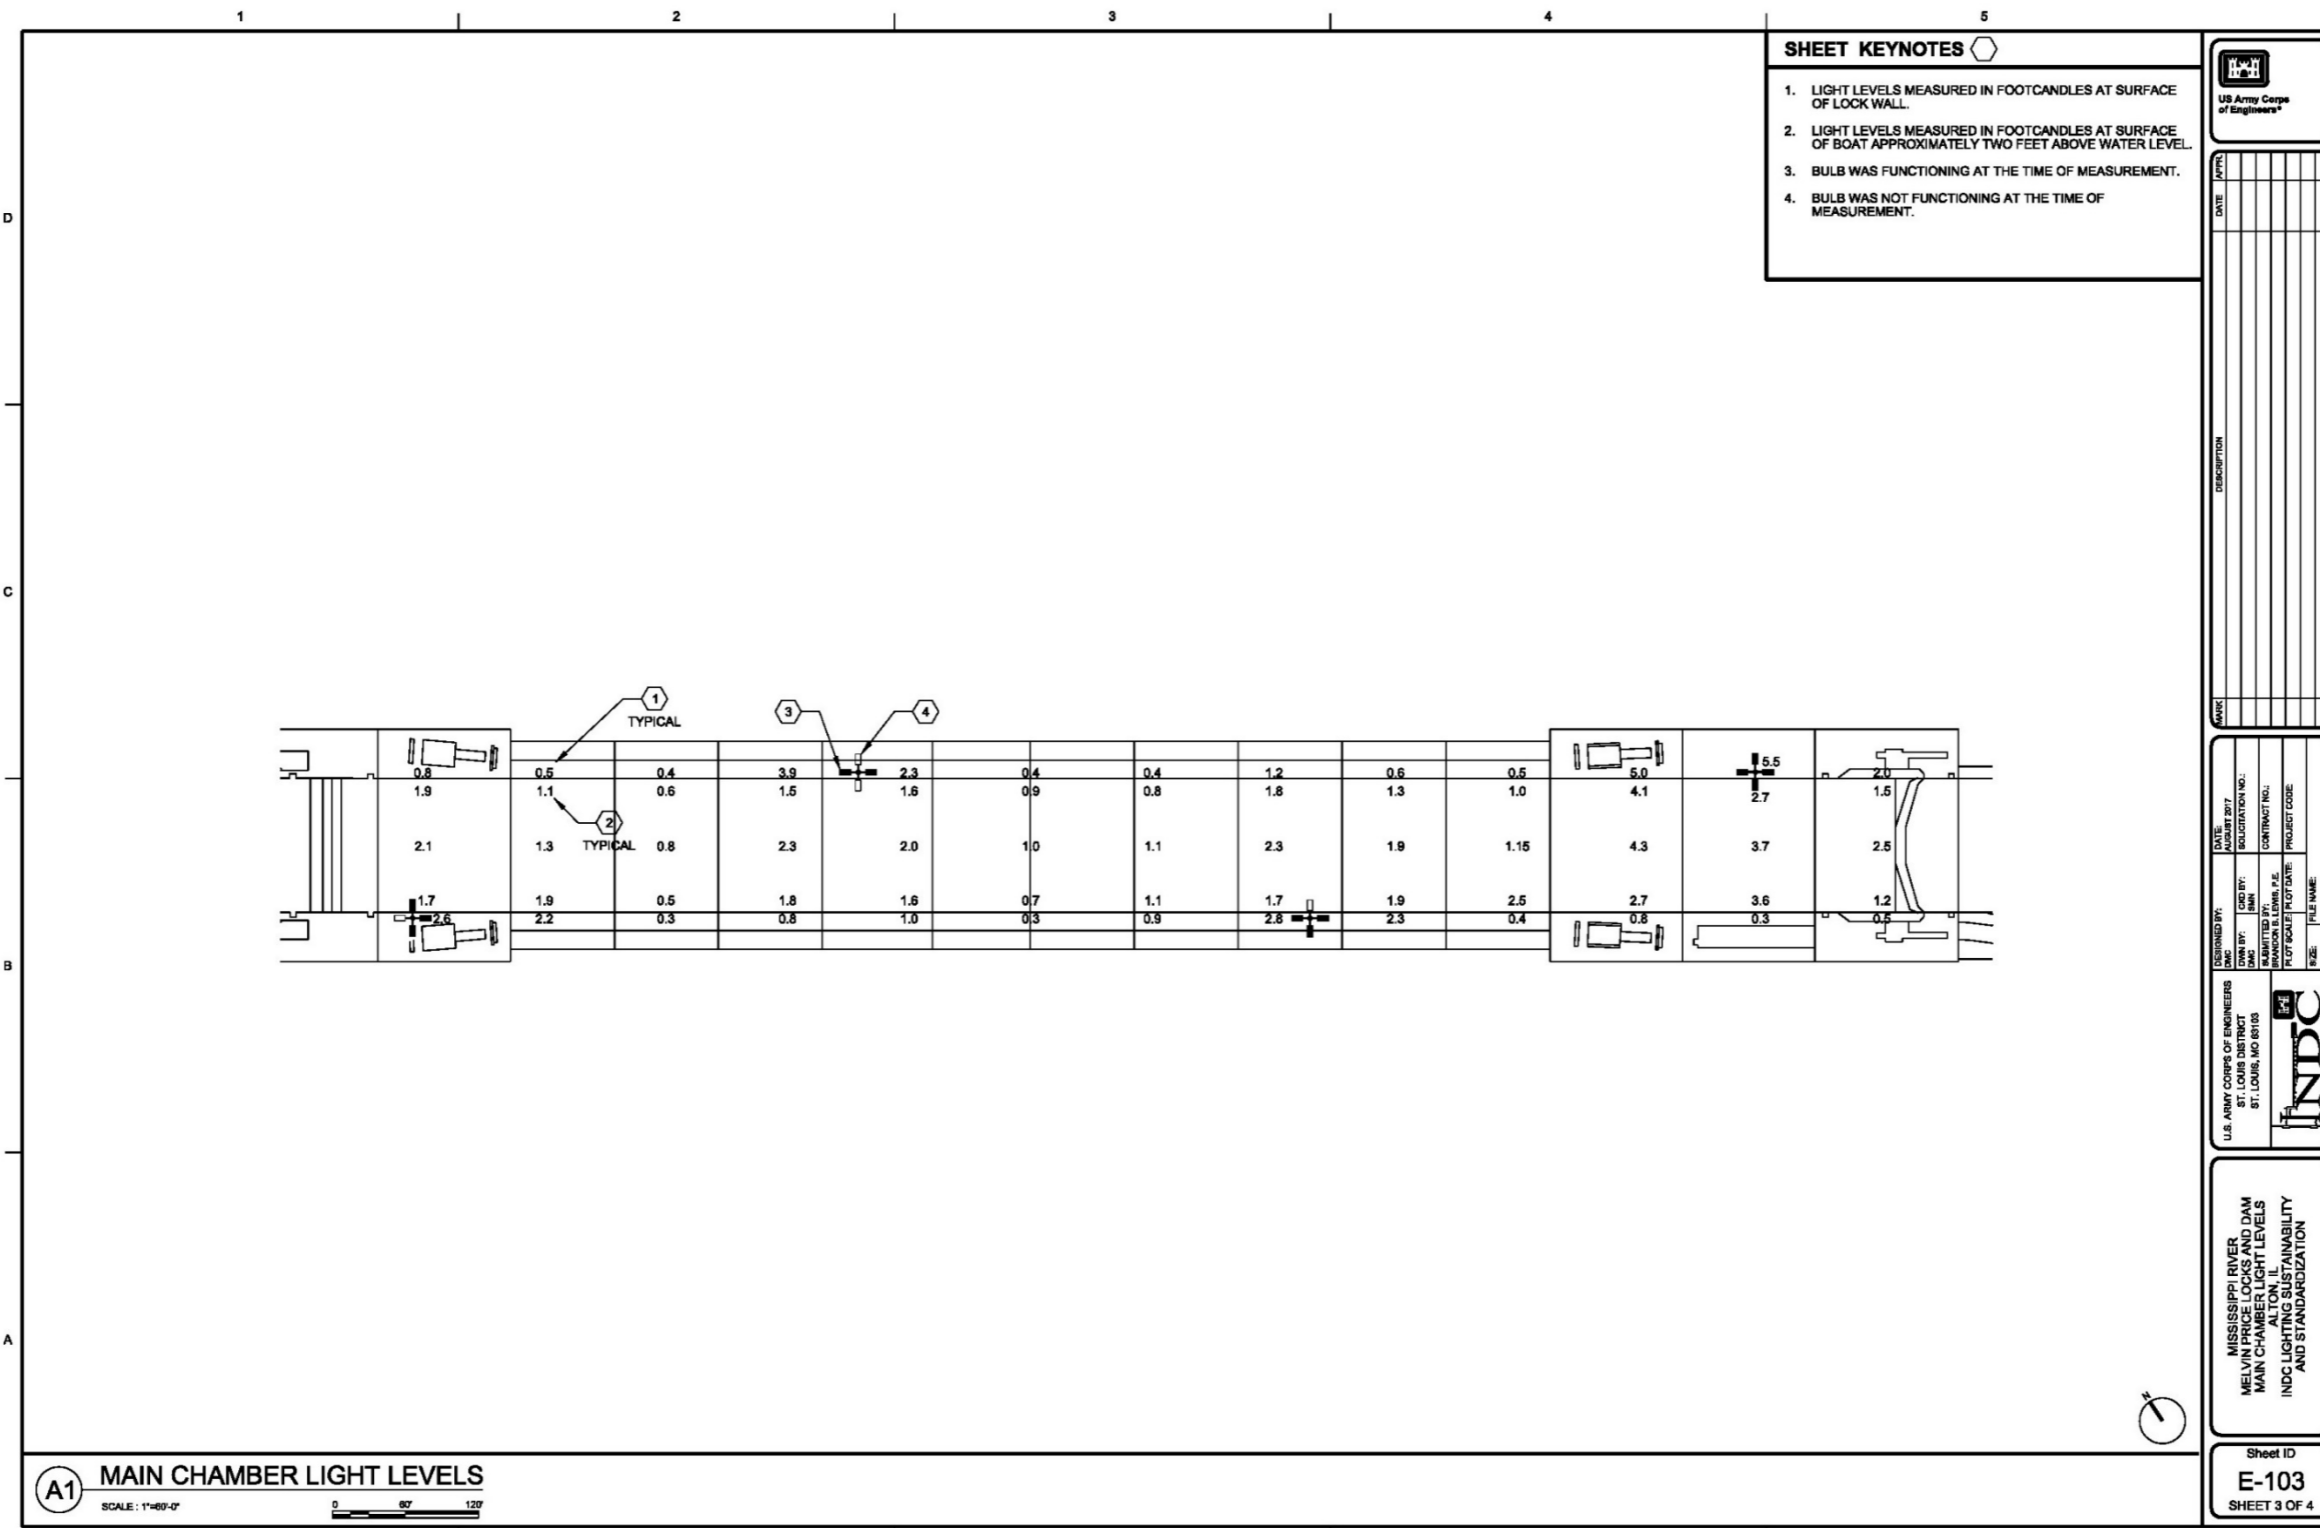 1 2 3 4 5
D
C
B
A
SHEET KEYNOTES
1. LIGHT LEVELS MEASURED IN FOOTCANDLES AT SURFACE
OF LOCK WALL.
2. LIGHT LEVELS MEASURED IN FOOTCANDLES AT SURFACE
OF BOAT APPROXIMATELY TWO FEET ABOVE WATER LEVEL.
3. BULB WAS FUNCTIONING AT THE TIME OF MEASUREMENT.
4. BULB WAS NOT FUNCTIONING AT THE TIME OF
MEASUREMENT.
1
TYPICAL
3
4
5.5
0.8 0.5 0.4 3.9 2.3 0.4 0.4 1.2 0.6 0.5 5.0 2.0
1.9 1.1 0.6 1.5 1.6 0.9 0.8 1.8 1.3 1.0 4.1 2.7 1.5
2
TYPICAL
2.1 1.3 0.8 2.3 2.0 1.0 1.1 2.3 1.9 1.15 4.3 3.7 2.5
1.7 1.9 0.5 1.8 1.6 0.7 1.1 1.7 1.9 2.5 2.7 3.6 1.2
2.6 2.2 0.3 0.8 1.0 0.3 0.9 2.8 2.3 0.4 0.8 0.3 0.5
N
A1
MAIN CHAMBER LIGHT LEVELS
SCALE : 1"=60'-0"
0 60' 120'
US Army Corps
of Engineers®
MARK DESCRIPTION DATE APPR.
DESIGNED BY:
DMC
DATE:
AUGUST 2017
DWN BY:
DMC
CKD BY:
SMN
SOLICITATION NO.:
SUBMITTED BY:
BRANDON B. LEWIS, P.E.
CONTRACT NO.:
PLOT SCALE:
PLOT DATE:
PROJECT CODE:
SIZE:
FILE NAME:
U.S. ARMY CORPS OF ENGINEERS
ST. LOUIS DISTRICT
ST. LOUIS, MO 63103
INDC
MISSISSIPPI RIVER
MELVIN PRICE LOCKS AND DAM
MAIN CHAMBER LIGHT LEVELS
ALTON, IL
INDC LIGHTING SUSTAINABILITY
AND STANDARDIZATION
Sheet ID
E-103
SHEET 3 OF 4